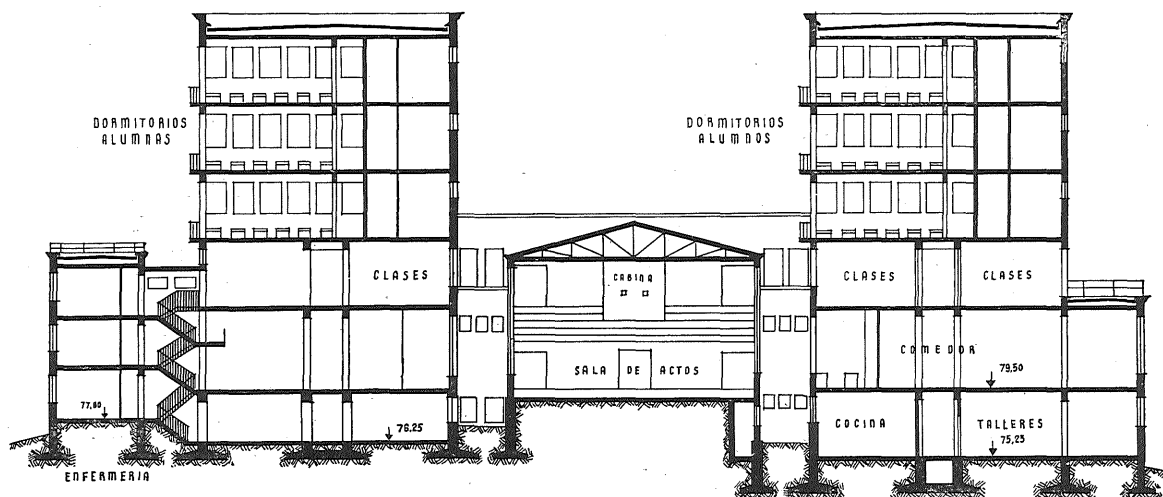 DORMITORIOS
ALUMNAS
DORMITORIOS
ALUMNOS
CLASES
CABINA
CLASES
CLASES
COMEDOR
SALA DE ACTOS
79,50
77,60
76.25
COCINA
TALLERES
75,25
ENFERMERIA